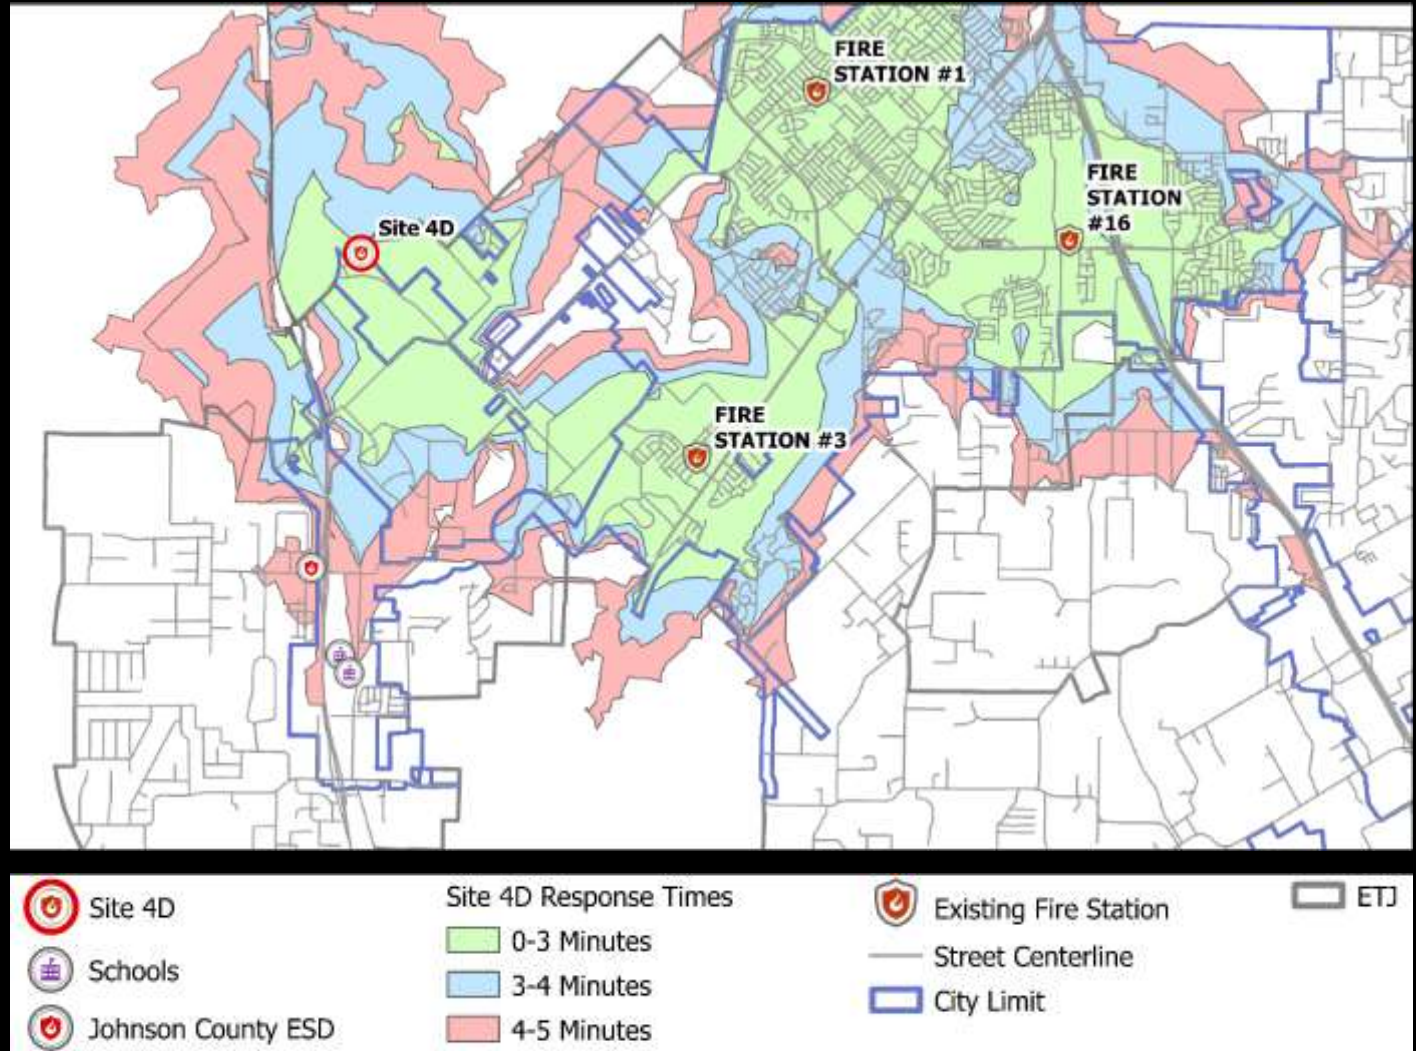 FIRE
STATION #1
FIRE
STATION
#16
Site 4D
FIRE
STATION #3
Site 4D
Schools
Johnson County ESD
Site 4D Response Times
0-3 Minutes
3-4 Minutes
4-5 Minutes
Existing Fire Station
Street Centerline
City Limit
ETJ